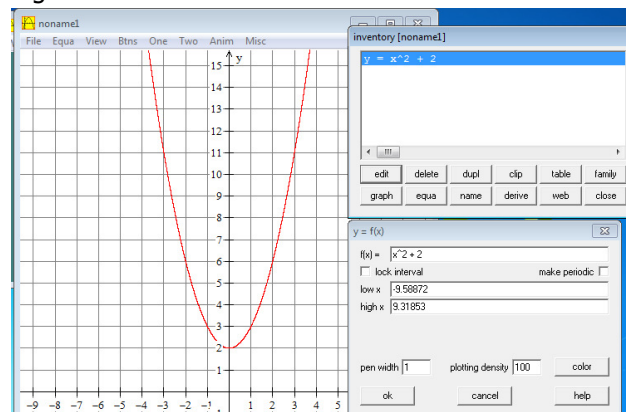 noname1
File Equa View Btns One Two Anim Misc
y
15
14
13
12
11
10
9
8
7
6
5
4
3
2
1
-9 -8 -7 -6 -5 -4 -3 -2 -1 1 2 3 4 5
inventory [noname1]
y = x^2 + 2
edit delete dupl clip table family
graph equa name derive web close
y = f(x)
f(x) = x^2 + 2
lock interval make periodic
low x -9.58872
high x 9.31853
pen width 1 plotting density 100 color
ok cancel help